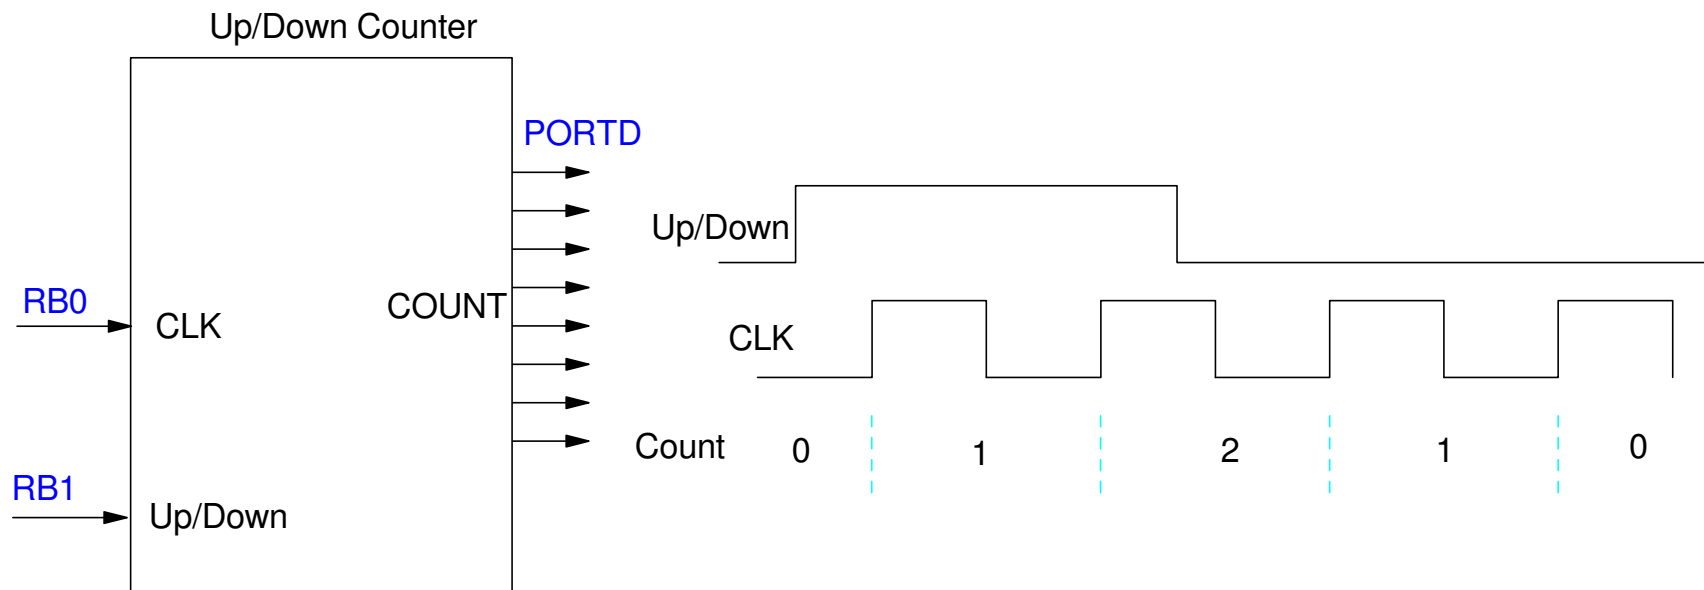 Up/Down Counter
PORTD
Up/Down
RB0
CLK
COUNT
CLK
Count 0 1 2 1 0
RB1
Up/Down